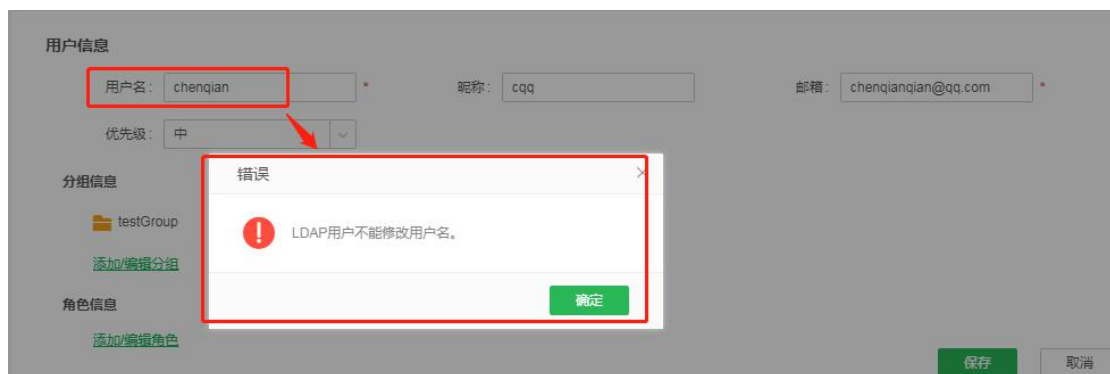 用户信息
用户名: chenqian * 昵称: cqq 邮箱: chenqianqian@qq.com *
优先级: 中
分组信息
错误
testGroup
LDAP用户不能修改用户名。
添加/编辑分组
角色信息
确定
添加/编辑角色
保存 取消